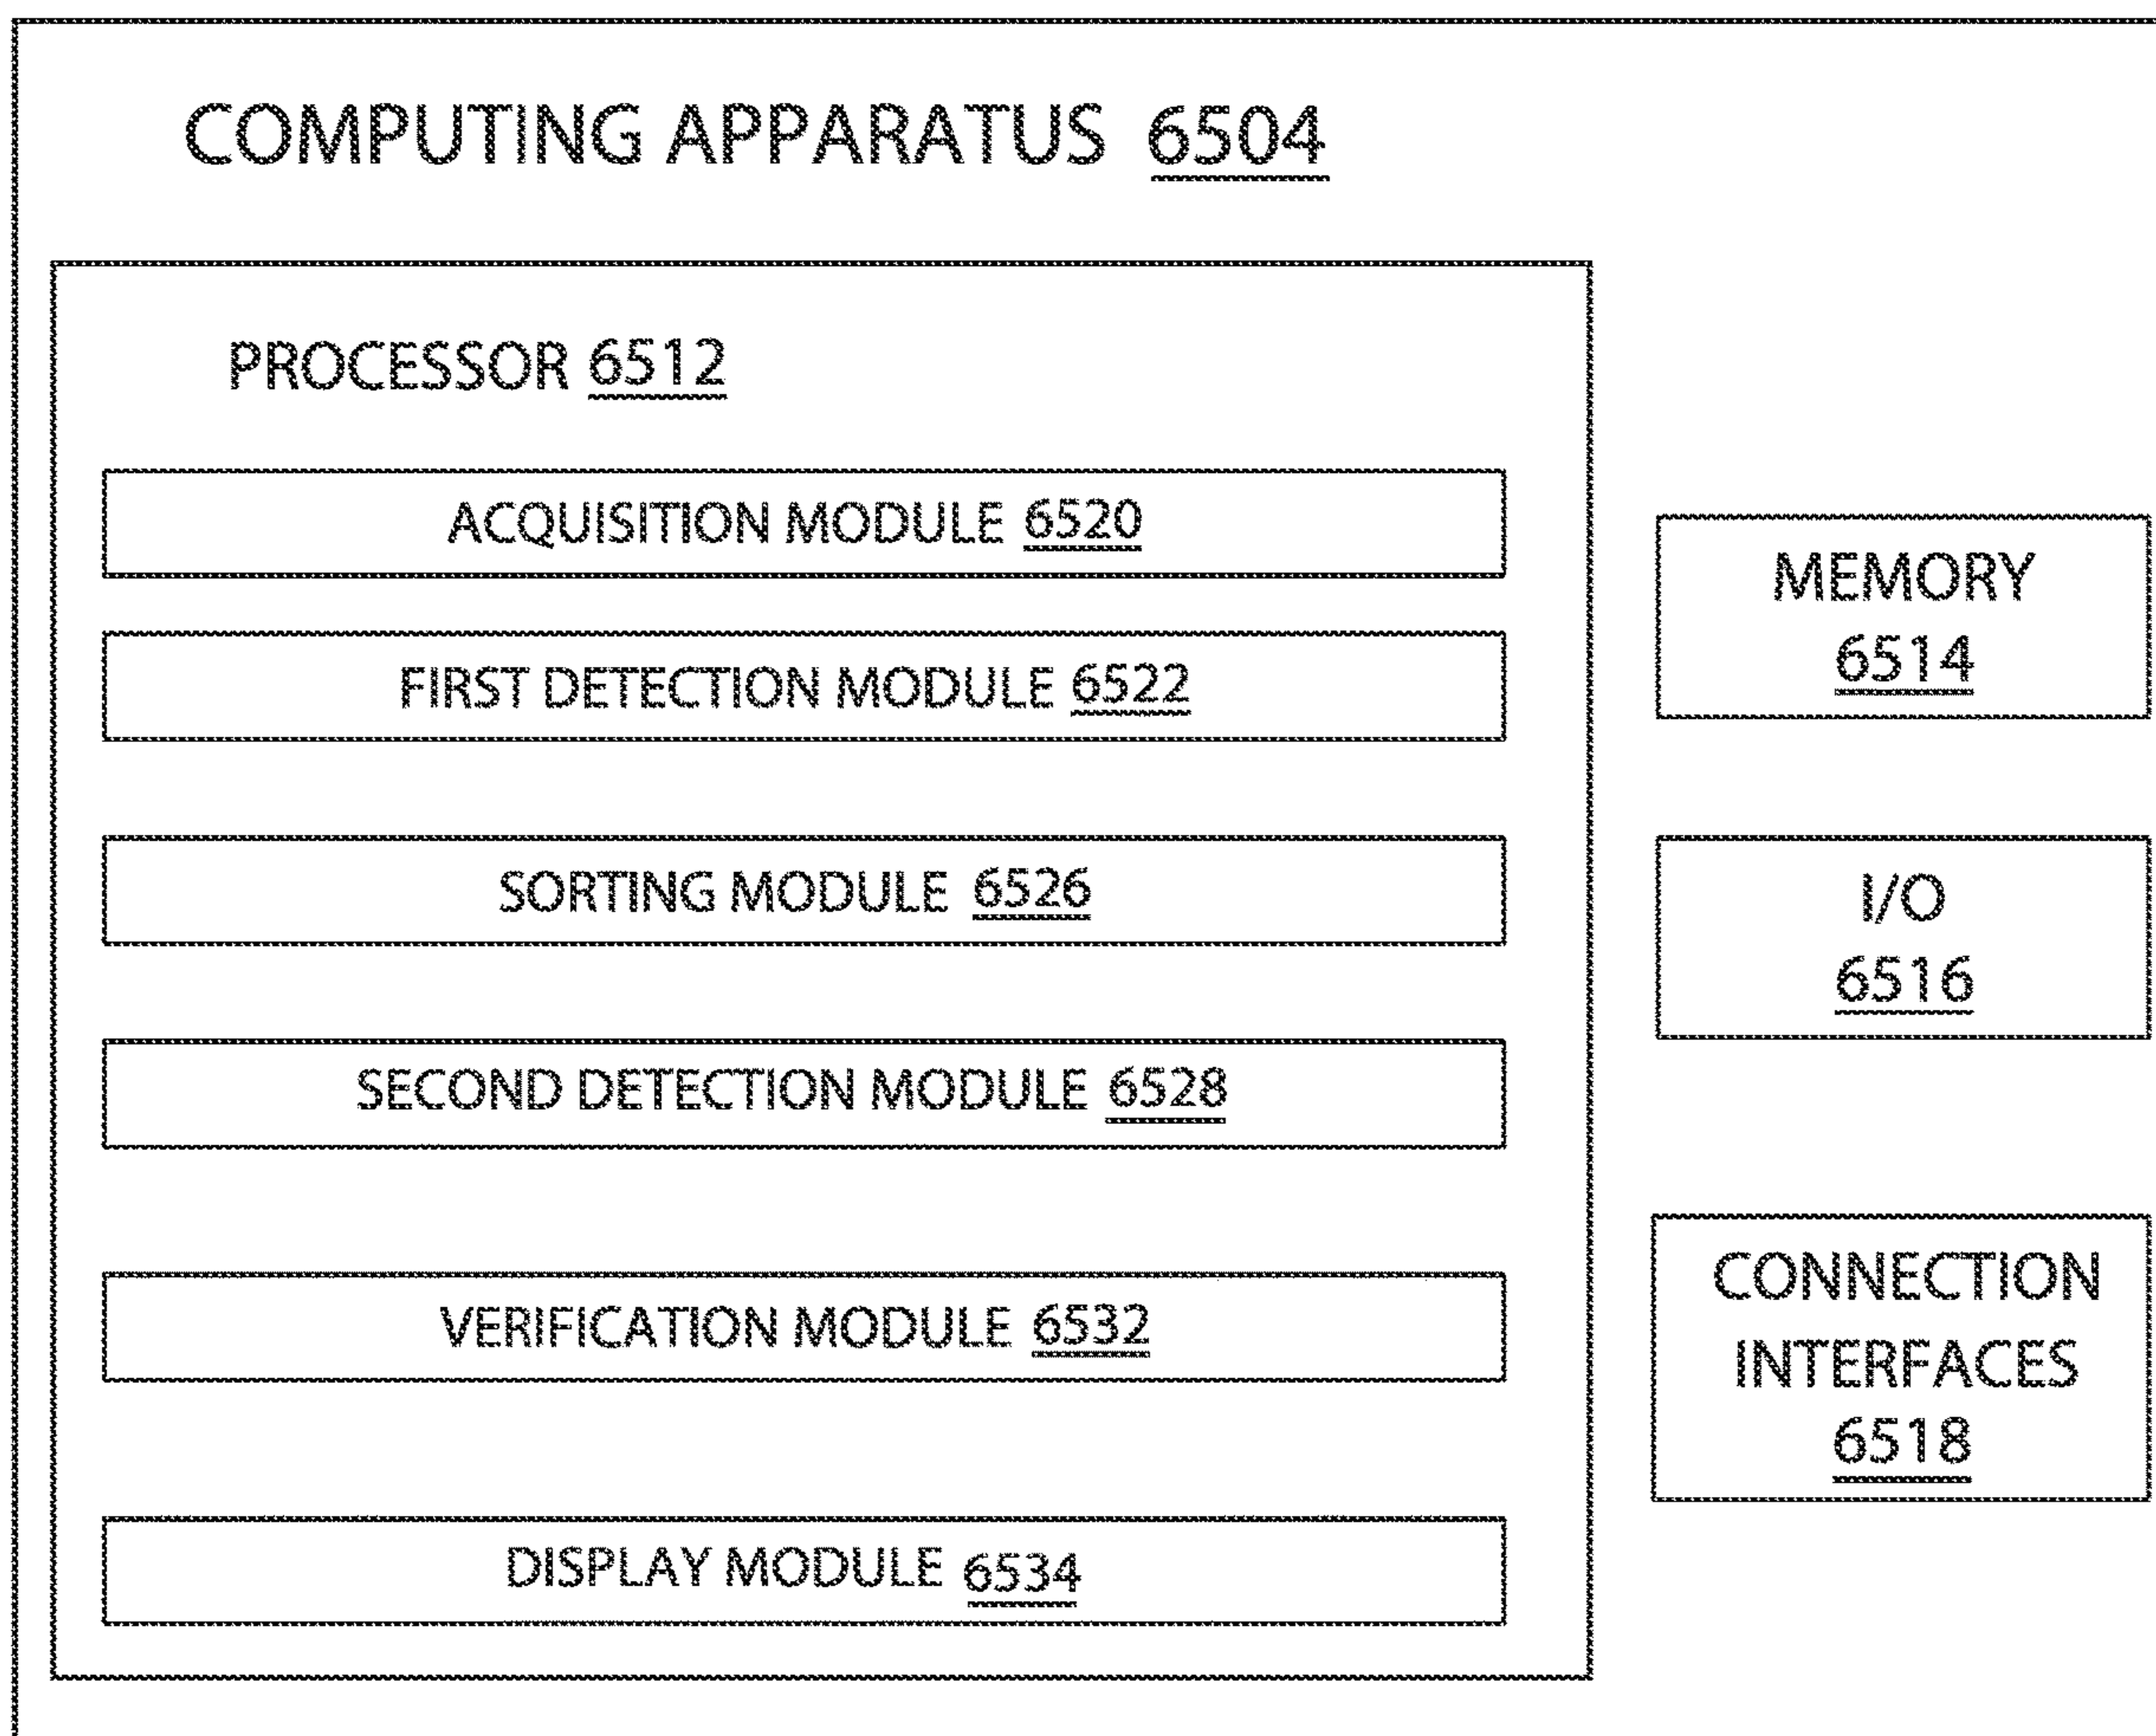 COMPUTING APPARATUS 6504
PROCESSOR 6512
ACQUISITION MODULE 6520
FIRST DETECTION MODULE 6522
SORTING MODULE 6526
SECOND DETECTION MODULE 6528
VERIFICATION MODULE 6532
DISPLAY MODULE 6534
MEMORY
6514
I/O
6516
CONNECTION
INTERFACES
6518